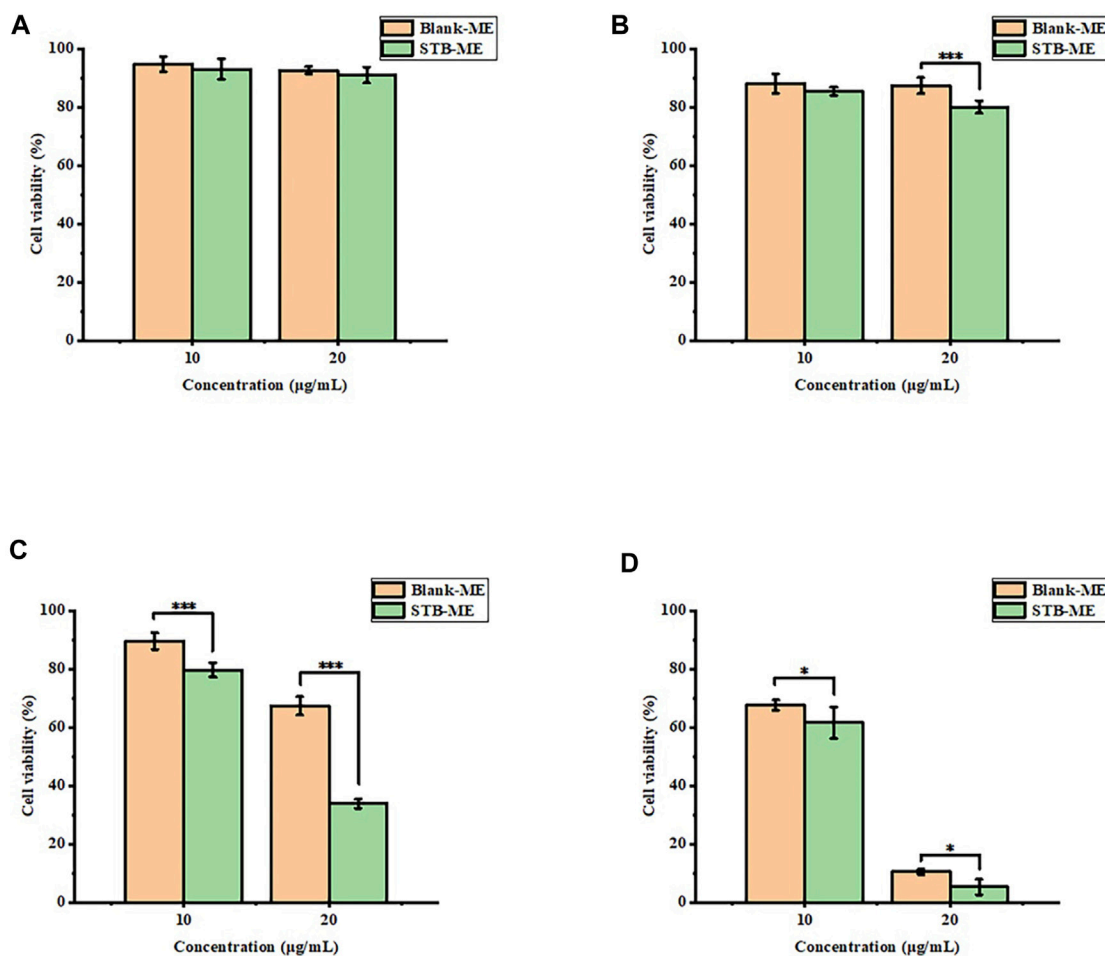 A
Blank-ME
STB-ME
100
80
60
40
20
0
Cell viability (%)
10
20
Concentration (µg/mL)
B
Blank-ME
STB-ME
***
100
80
60
40
20
0
Cell viability (%)
10
20
Concentration (µg/mL)
C
Blank-ME
STB-ME
***
***
100
80
60
40
20
0
Cell viability (%)
10
20
Concentration (µg/mL)
D
Blank-ME
STB-ME
*
*
100
80
60
40
20
0
Cell viability (%)
10
20
Concentration (µg/mL)